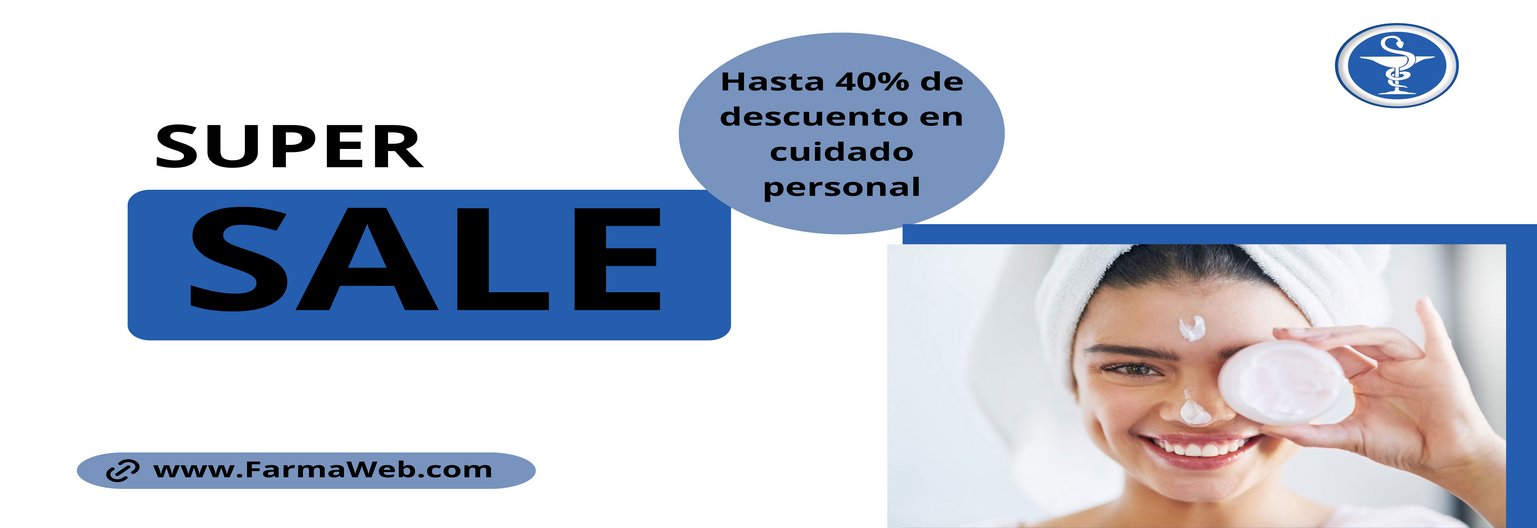 SUPER
SALE
Hasta 40% de
descuento en
cuidado
personal
www.FarmaWeb.com